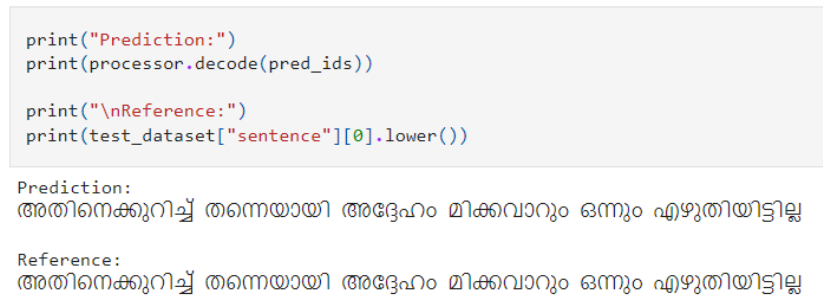 print("Prediction:")
print(processor.decode(pred_ids))
print("\nReference:")
print(test_dataset["sentence"][0].lower())
Prediction:
അതിനെക്കുറിച്ച് തന്നെയായി അദ്ദേഹം മിക്കവാറും ഒന്നും എഴുതിയിട്ടില്ല
Reference:
അതിനെക്കുറിച്ച് തന്നെയായി അദ്ദേഹം മിക്കവാറും ഒന്നും എഴുതിയിട്ടില്ല